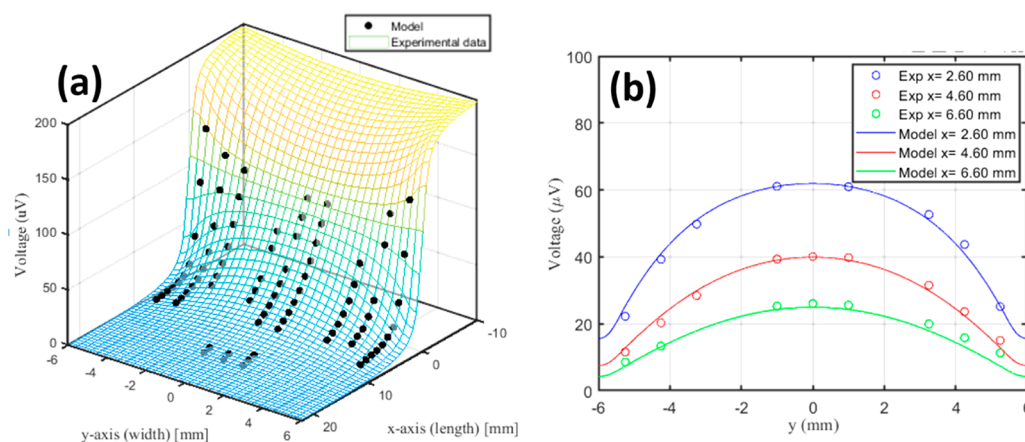 (a)
Model
Experimental data
200
150
100
50
0
Voltage (uV)
-6
-4
-2
0
2
4
6
y-axis (width) [mm]
-10
0
10
20
x-axis (length) [mm]
(b)
Exp x= 2.60 mm
Exp x= 4.60 mm
Exp x= 6.60 mm
Model x= 2.60 mm
Model x= 4.60 mm
Model x= 6.60 mm
100
80
60
40
20
0
Voltage (μV)
-6
-4
-2
0
2
4
6
y (mm)